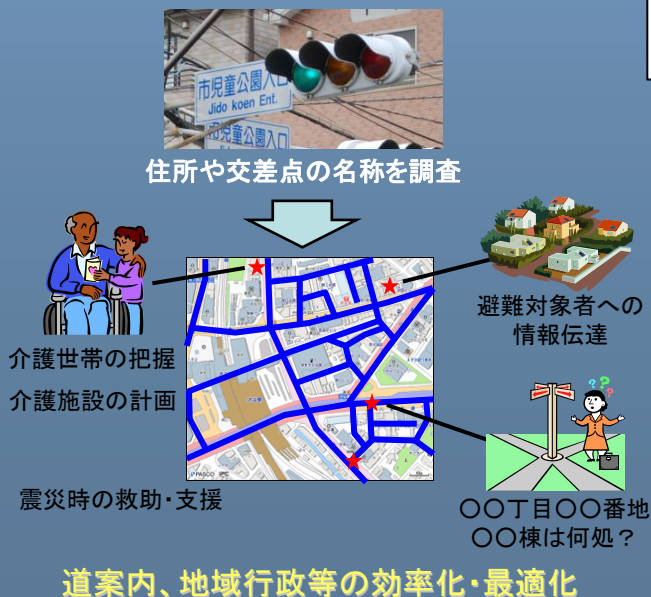 市児童公園入口
Jido koen Ent.
市児童公園入口
住所や交差点の名称を調査
避難対象者への
情報伝達
介護世帯の把握
介護施設の計画
震災時の救助・支援
〇〇丁目〇〇番地
〇〇棟は何処？
道案内、地域行政等の効率化・最適化
©PASCO